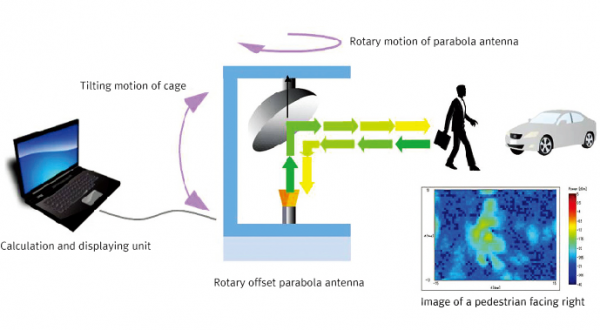 Rotary motion of parabola antenna
Tilting motion of cage
Calculation and displaying unit
Rotary offset parabola antenna
Image of a pedestrian facing right